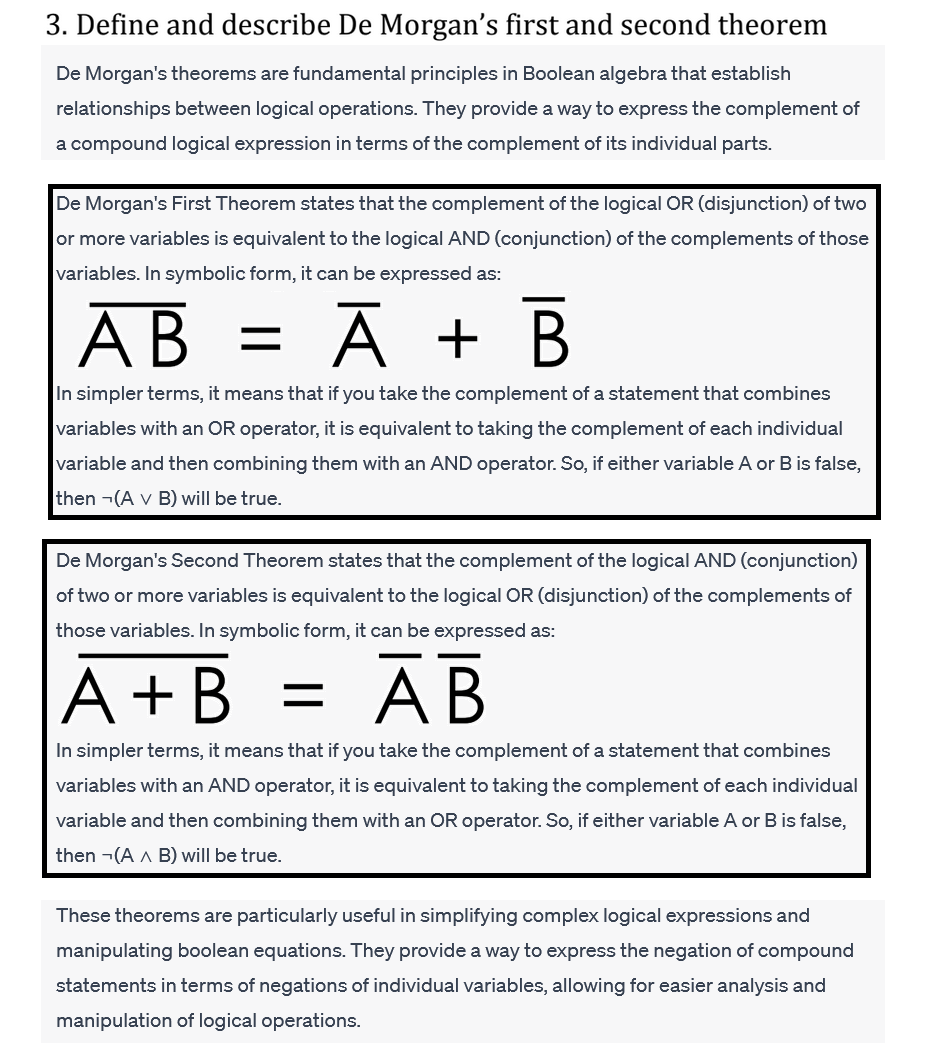 3. Define and describe De Morgan’s first and second theorem
De Morgan's theorems are fundamental principles in Boolean algebra that establish
relationships between logical operations. They provide a way to express the complement of
a compound logical expression in terms of the complement of its individual parts.
De Morgan's First Theorem states that the complement of the logical OR (disjunction) of two
or more variables is equivalent to the logical AND (conjunction) of the complements of those
variables. In symbolic form, it can be expressed as:
A̅B̅ = A̅ + B̅
In simpler terms, it means that if you take the complement of a statement that combines
variables with an OR operator, it is equivalent to taking the complement of each individual
variable and then combining them with an AND operator. So, if either variable A or B is false,
then ¬(A ∨ B) will be true.
De Morgan's Second Theorem states that the complement of the logical AND (conjunction)
of two or more variables is equivalent to the logical OR (disjunction) of the complements of
those variables. In symbolic form, it can be expressed as:
A̅+̅B̅ = A̅ B̅
In simpler terms, it means that if you take the complement of a statement that combines
variables with an AND operator, it is equivalent to taking the complement of each individual
variable and then combining them with an OR operator. So, if either variable A or B is false,
then ¬(A ∧ B) will be true.
These theorems are particularly useful in simplifying complex logical expressions and
manipulating boolean equations. They provide a way to express the negation of compound
statements in terms of negations of individual variables, allowing for easier analysis and
manipulation of logical operations.